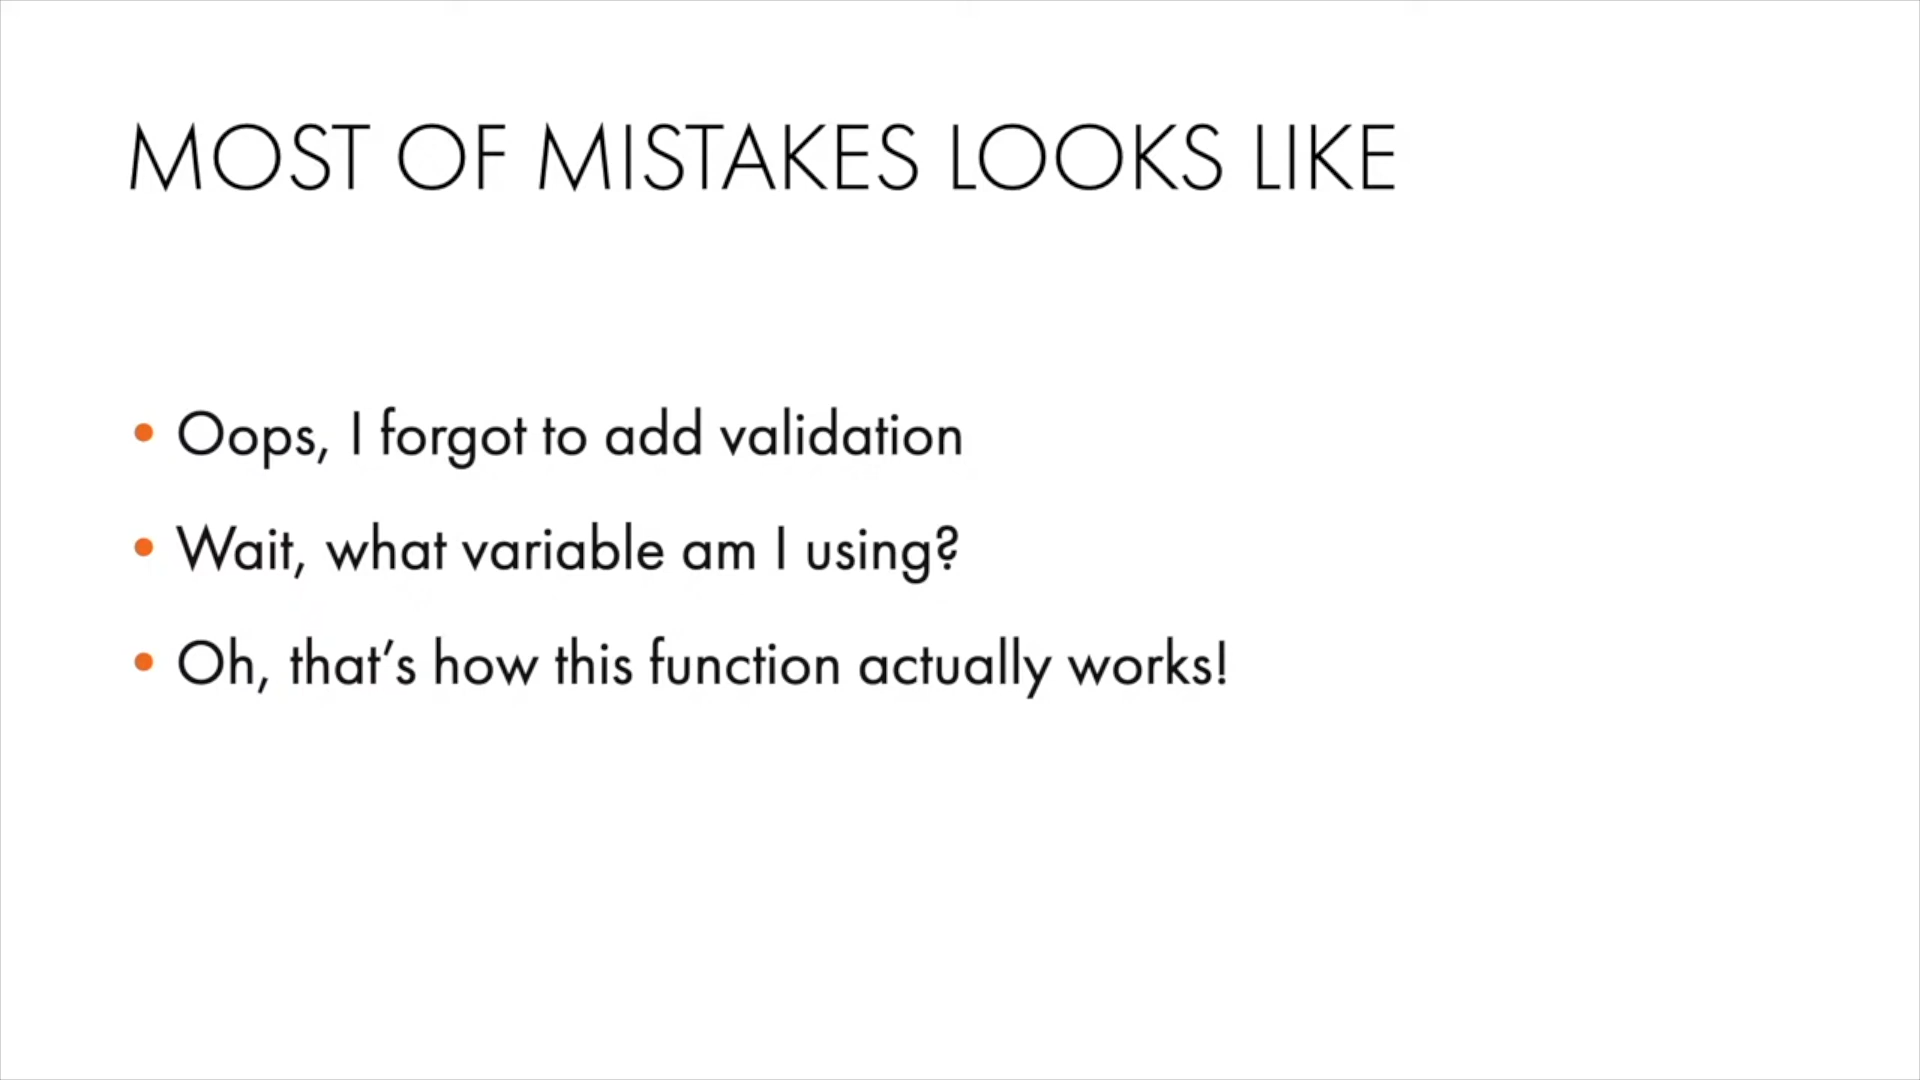 MOST OF MISTAKES LOOKS LIKE
• Oops, I forgot to add validation
• Wait, what variable am I using?
• Oh, that’s how this function actually works!